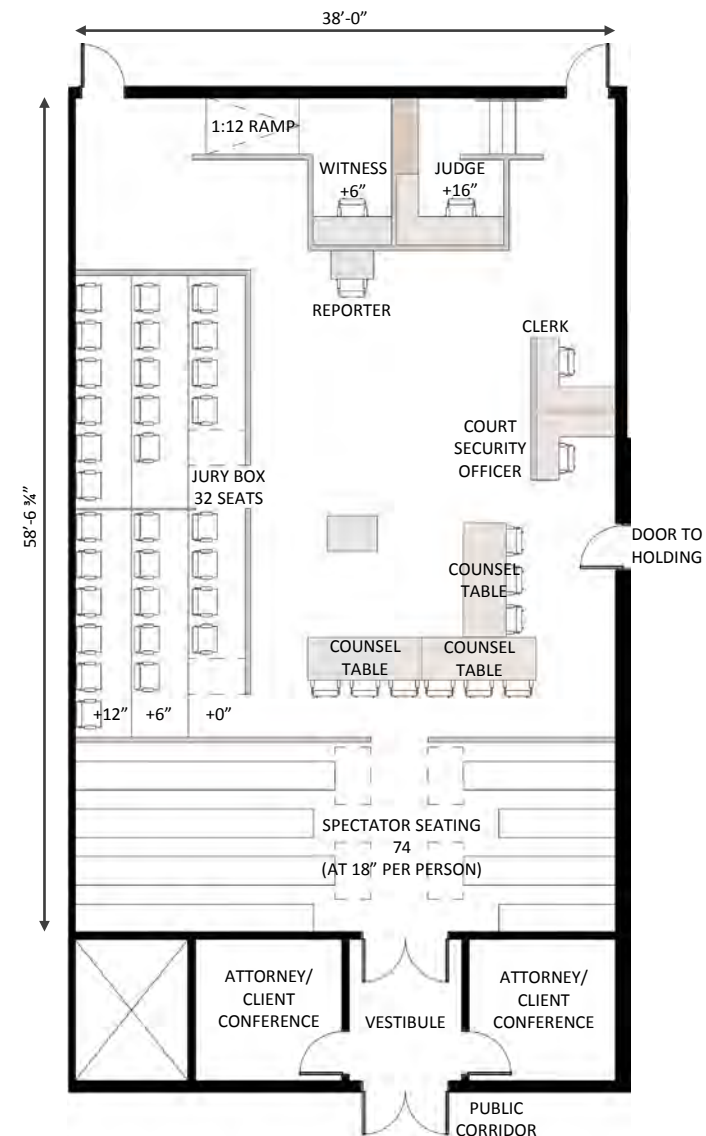 38’-0”
1:12 RAMP
WITNESS
+6”
JUDGE
+16”
REPORTER
CLERK
COURT
SECURITY
OFFICER
JURY BOX
32 SEATS
58’-6 ¾”
DOOR TO
HOLDING
COUNSEL
TABLE
COUNSEL
TABLE
COUNSEL
TABLE
+12”
+6”
+0”
SPECTATOR SEATING
74
(AT 18” PER PERSON)
ATTORNEY/
CLIENT
CONFERENCE
VESTIBULE
ATTORNEY/
CLIENT
CONFERENCE
PUBLIC
CORRIDOR